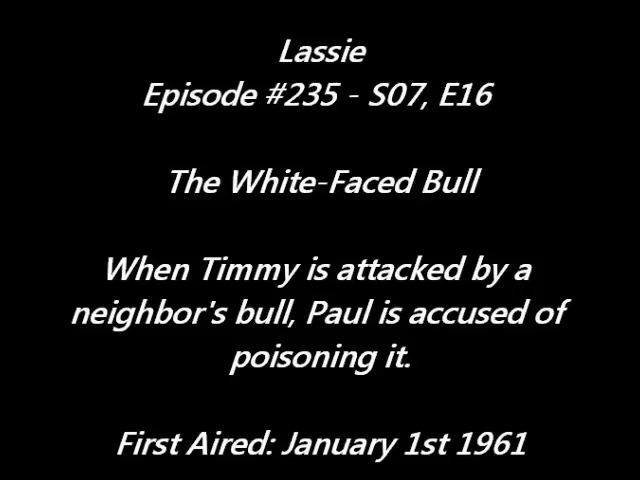 Lassie
Episode #235 - S07, E16
The White-Faced Bull
When Timmy is attacked by a
neighbor's bull, Paul is accused of
poisoning it.
First Aired: January 1st 1961